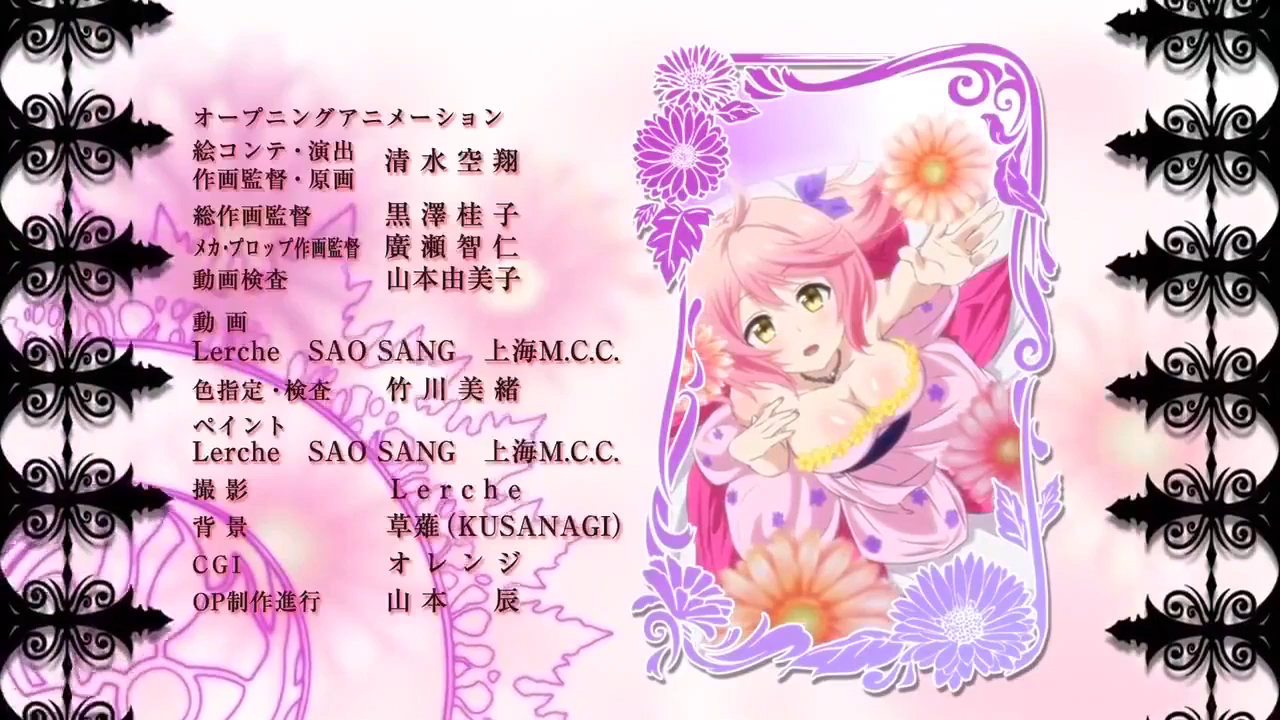 オープニングアニメーション
絵コンテ・演出
作画監督・原画 清水空翔
総作画監督 黒澤桂子
メカ・プロップ作画監督 廣瀬智仁
動画検査 山本由美子
動画
Lerche SAO SANG 上海M.C.C.
色指定・検査 竹川美緒
ペイント
Lerche SAO SANG 上海M.C.C.
撮影 Lerche
背景 草薙(KUSANAGI)
CGI オレンジ
OP制作進行 山本 辰